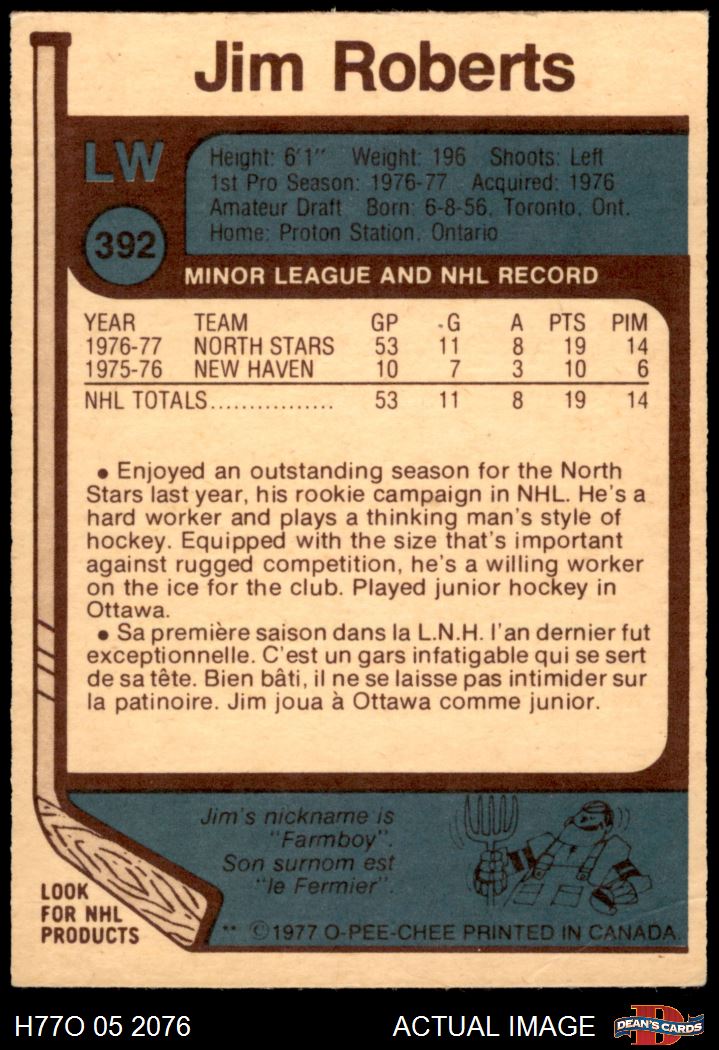 Jim Roberts
LW
392
Height: 6'1" Weight: 196 Shoots: Left
1st Pro Season: 1976-77 Acquired: 1976
Amateur Draft Born: 6-8-56, Toronto, Ont.
Home: Proton Station, Ontario
MINOR LEAGUE AND NHL RECORD
YEAR TEAM GP G A PTS PIM
1976-77 NORTH STARS 53 11 8 19 14
1975-76 NEW HAVEN 10 7 3 10 6
NHL TOTALS................ 53 11 8 19 14
• Enjoyed an outstanding season for the North
Stars last year, his rookie campaign in NHL. He's a
hard worker and plays a thinking man's style of
hockey. Equipped with the size that's important
against rugged competition, he's a willing worker
on the ice for the club. Played junior hockey in
Ottawa.
• Sa première saison dans la L.N.H. l'an dernier fut
exceptionnelle. C'est un gars infatigable qui se sert
de sa tête. Bien bâti, il ne se laisse pas intimider sur
la patinoire. Jim joua à Ottawa comme junior.
Jim's nickname is
"Farmboy".
Son surnom est
"le Fermier".
LOOK
FOR NHL
PRODUCTS
** ©1977 O-PEE-CHEE PRINTED IN CANADA.
H77O 05 2076
ACTUAL IMAGE
D
DEAN'S CARDS